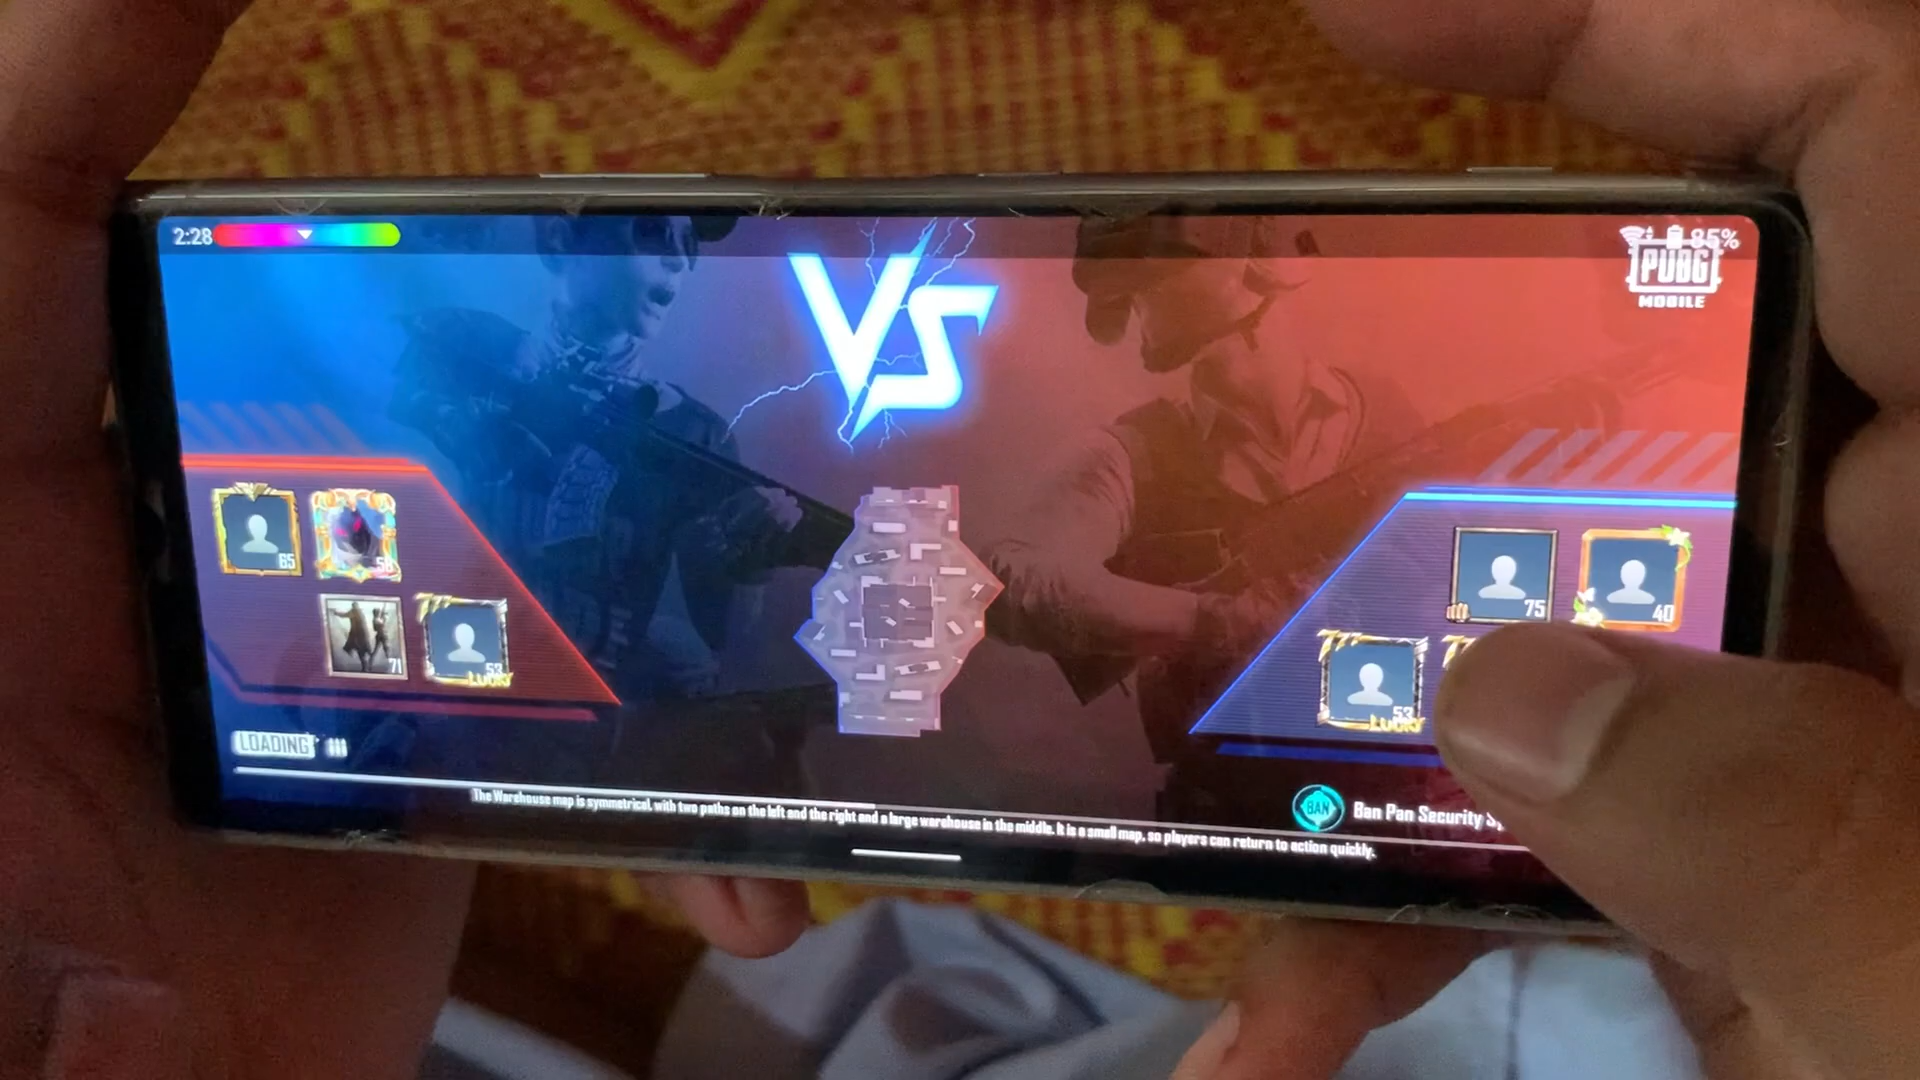 2:28
85%
PUBG
MOBILE
VS
65
58
71
53
LUCKY
75
40
53
LUCKY
LOADING
The Warehouse map is symmetrical, with two paths on the left and the right and a large warehouse in the middle. It is a small map, so players can return to action quickly.
BAN
Ban Pan Security